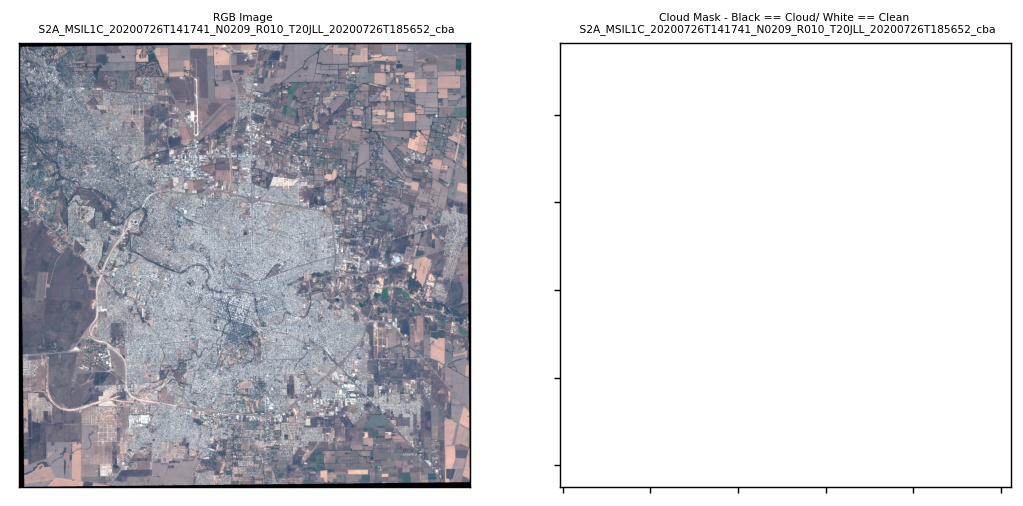 RGB Image
S2A_MSIL1C_20200726T141741_N0209_R010_T20JLL_20200726T185652_cba
Cloud Mask - Black == Cloud/ White == Clean
S2A_MSIL1C_20200726T141741_N0209_R010_T20JLL_20200726T185652_cba